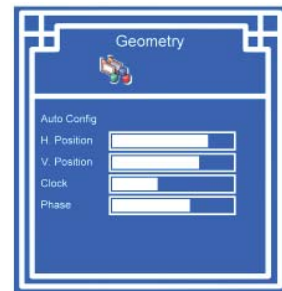 Geometry
Auto Config
H. Position
V. Position
Clock
Phase